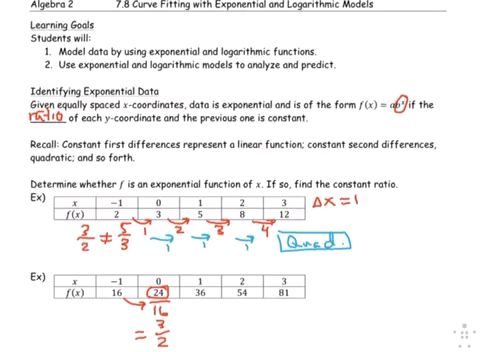 Algebra 2 7.8 Curve Fitting with Exponential and Logarithmic Models
Learning Goals
Students will:
1. Model data by using exponential and logarithmic functions.
2. Use exponential and logarithmic models to analyze and predict.
Identifying Exponential Data
Given equally spaced x-coordinates, data is exponential and is of the form f(x) = abˣ if the
ratio of each y-coordinate and the previous one is constant.
Recall: Constant first differences represent a linear function; constant second differences,
quadratic; and so forth.
Determine whether f is an exponential function of x. If so, find the constant ratio.
Ex) x −1 0 1 2 3 Δx = 1
f(x) 2 3 5 8 12
3/2 ≠ 5/3 1 2 3 4
1 1 1 Quad.
Ex) x −1 0 1 2 3
f(x) 16 24 36 54 81
16
= 3/2